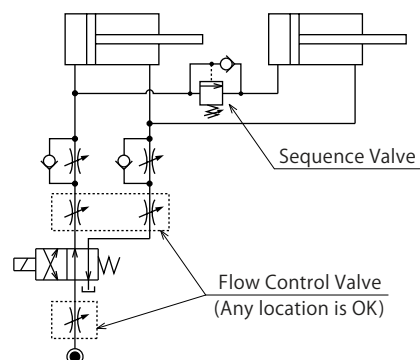 Sequence Valve
Flow Control Valve
(Any location is OK)